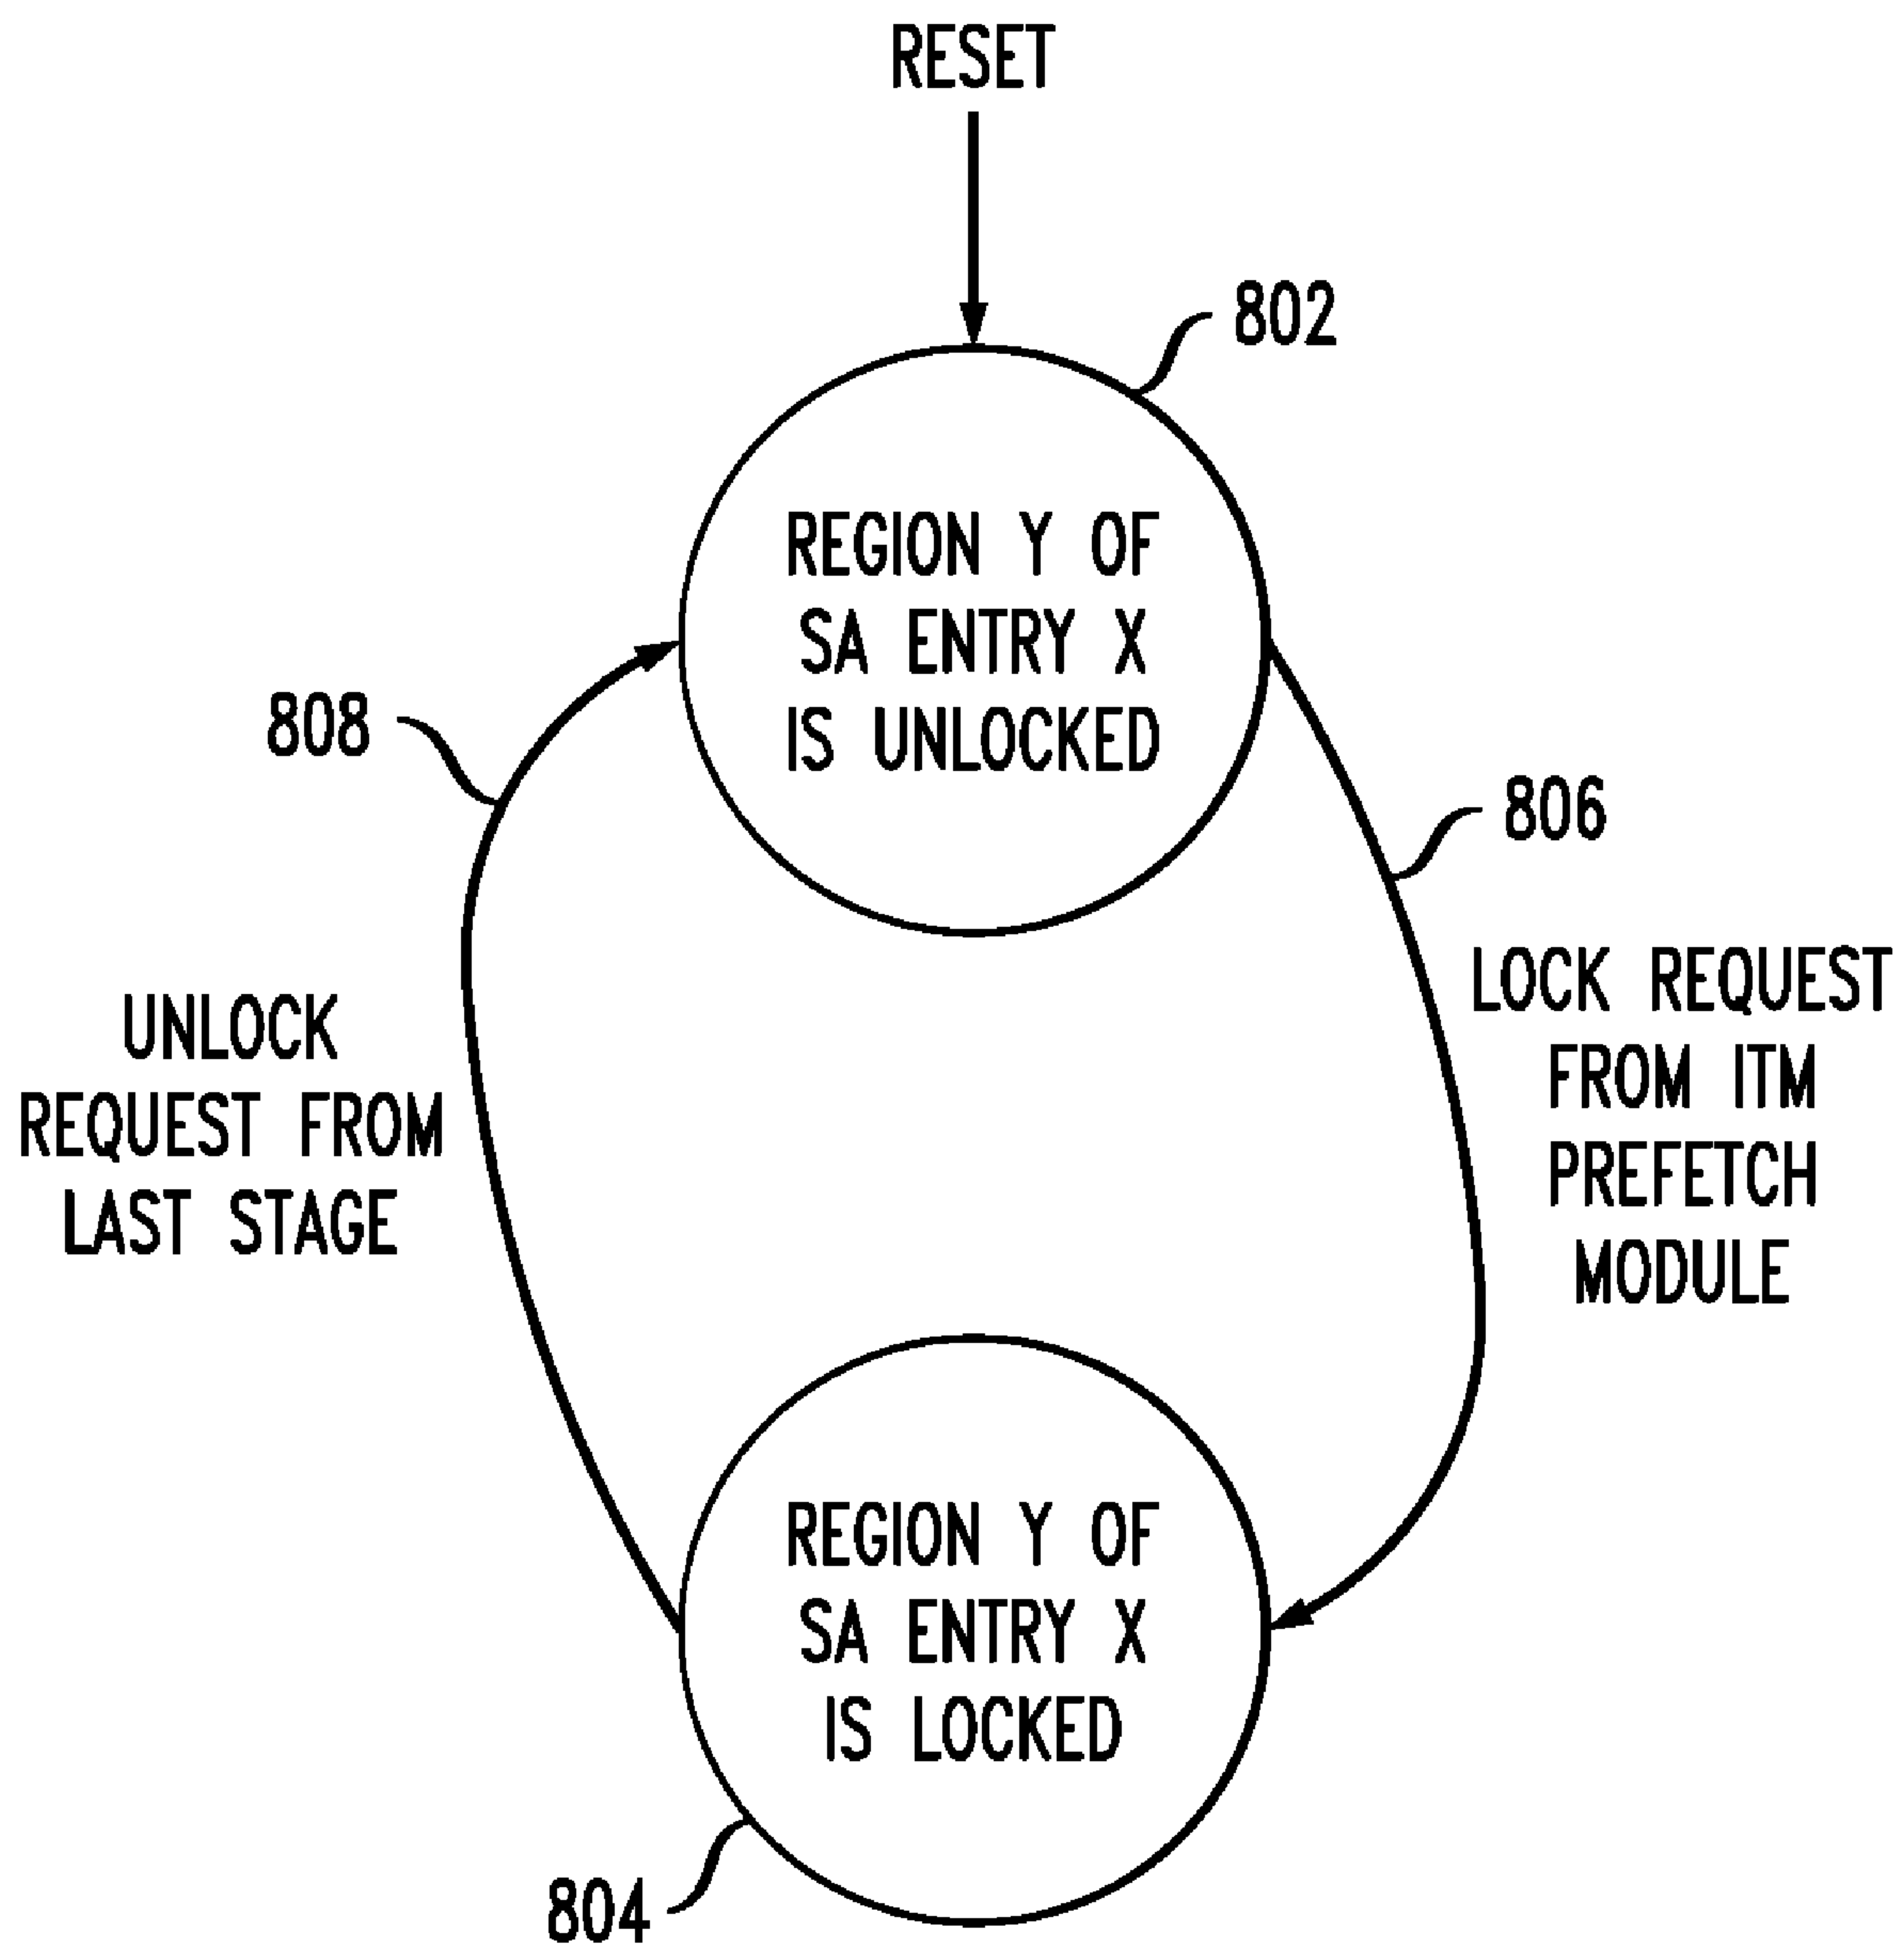 RESET
802
REGION Y OF
SA ENTRY X
IS UNLOCKED
808
806
LOCK REQUEST
FROM ITM
PREFETCH
MODULE
UNLOCK
REQUEST FROM
LAST STAGE
REGION Y OF
SA ENTRY X
IS LOCKED
804